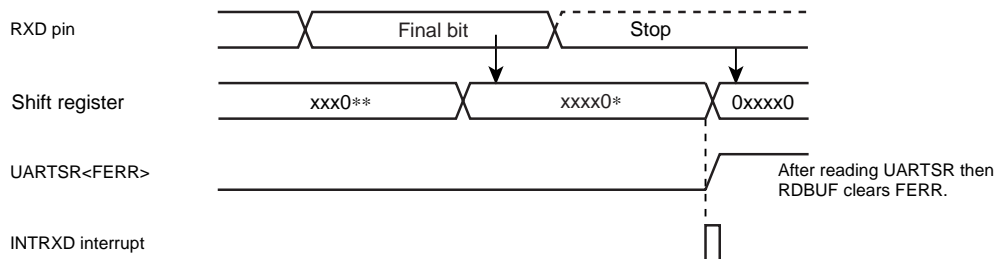 RXD pin
Final bit
Stop
Shift register
xxx0**
xxxx0*
0xxxx0
UARTSR<FERR>
After reading UARTSR then
RDBUF clears FERR.
INTRXD interrupt